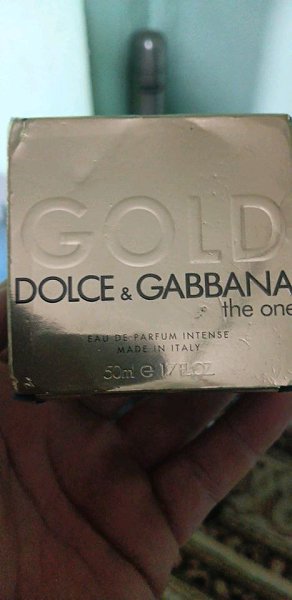 GOLD
DOLCE & GABBANA
the one
EAU DE PARFUM INTENSE
MADE IN ITALY
50ml ℮ 1.7 FL.OZ